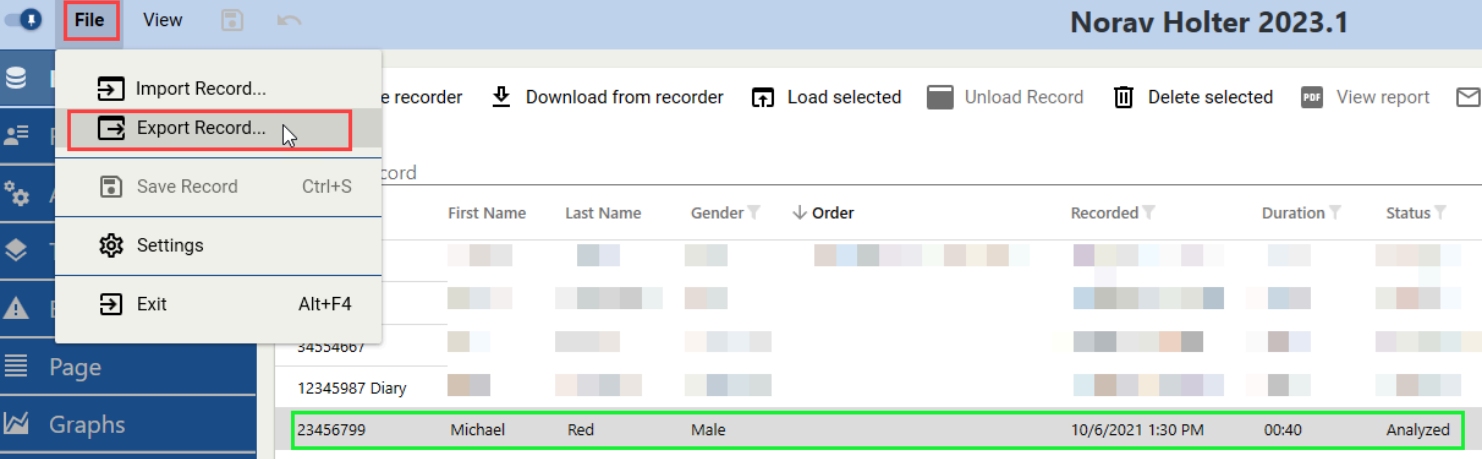 File View Norav Holter 2023.1
Import Record...
e recorder Download from recorder Load selected Unload Record Delete selected PDF View report
Export Record...
cord
Save Record Ctrl+S
First Name Last Name Gender Order Recorded Duration Status
Settings
Exit Alt+F4
34554667
Page
12345987 Diary
Graphs
23456799 Michael Red Male 10/6/2021 1:30 PM 00:40 Analyzed